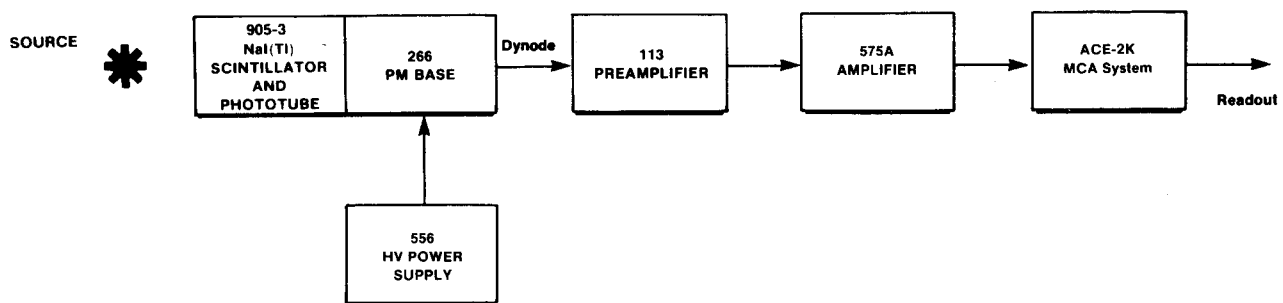 SOURCE
905-3
NaI(Tl)
SCINTILLATOR
AND
PHOTOTUBE
266
PM BASE
Dynode
113
PREAMPLIFIER
575A
AMPLIFIER
ACE-2K
MCA System
Readout
556
HV POWER
SUPPLY